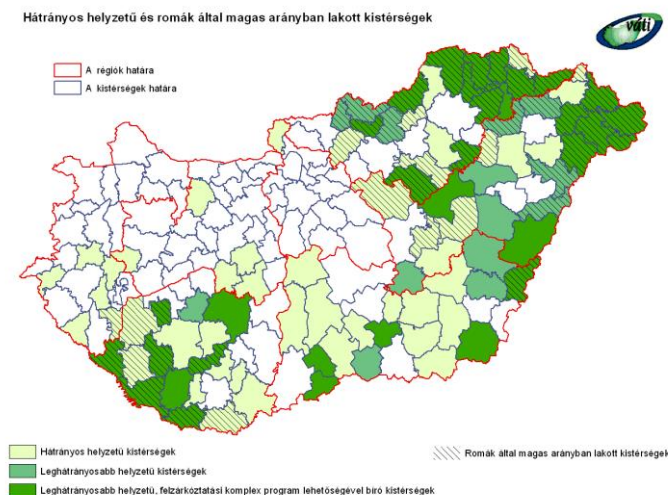 Hátrányos helyzetű és romák által magas arányban lakott kistérségek
váti
A régiók határa
A kistérségek határa
Hátrányos helyzetű kistérségek
Romák által magas arányban lakott kistérségek
Leghátrányosabb helyzetű kistérségek
Leghátrányosabb helyzetű, felzárkóztatási komplex program lehetőségével bíró kistérségek